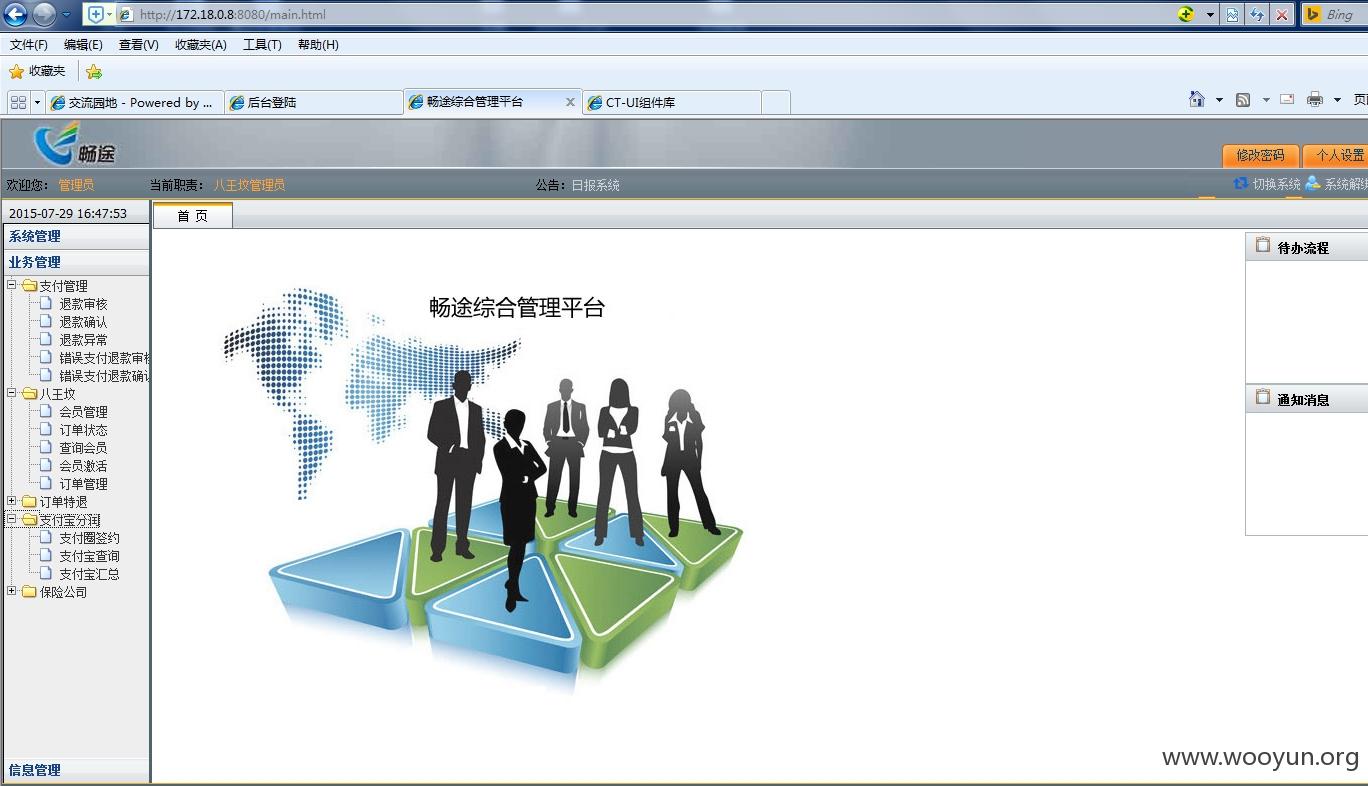 http://172.18.0.8:8080/main.html
Bing
文件(F) 编辑(E) 查看(V) 收藏夹(A) 工具(T) 帮助(H)
收藏夹
交流园地 - Powered by ... 后台登陆 畅途综合管理平台 CT-UI组件库
畅途
修改密码 个人设置
欢迎您: 管理员 当前职责: 八王坟管理员 公告: 日报系统 切换系统 系统解锁
2015-07-29 16:47:53
首 页
系统管理
业务管理
支付管理
退款审核
退款确认
退款异常
错误支付退款审核
错误支付退款确认
八王坟
会员管理
订单状态
查询会员
会员激活
订单管理
订单特退
支付宝分润
支付圈签约
支付宝查询
支付宝汇总
保险公司
信息管理
畅途综合管理平台
待办流程
通知消息
www.wooyun.org